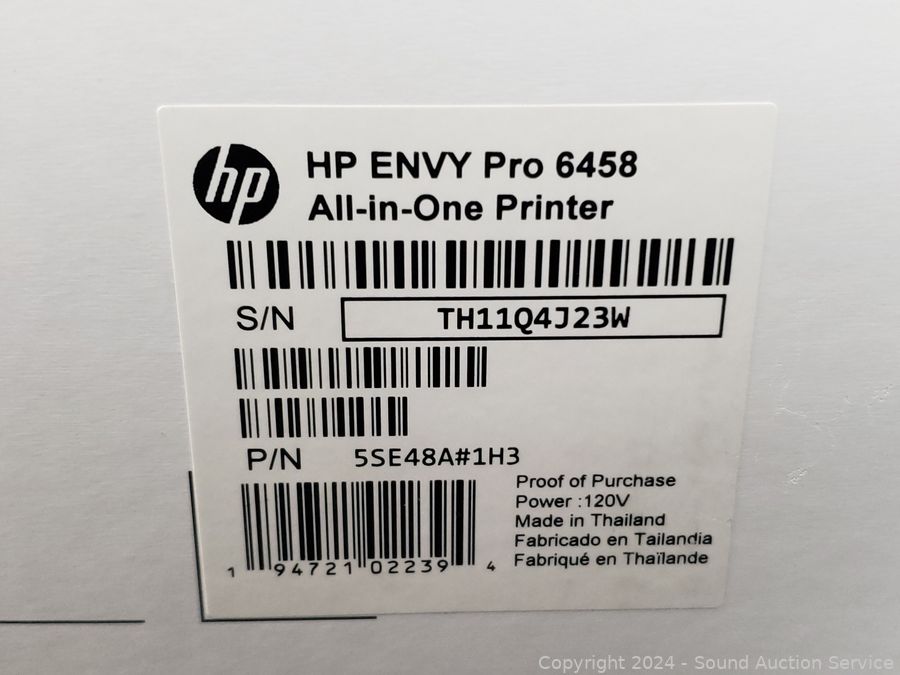 hp
HP ENVY Pro 6458
All-in-One Printer
S/N TH11Q4J23W
P/N 5SE48A#1H3
Proof of Purchase
Power :120V
Made in Thailand
Fabricado en Tailandia
Fabriqué en Thaïlande
1 94721 02239 4
Copyright 2024 - Sound Auction Service